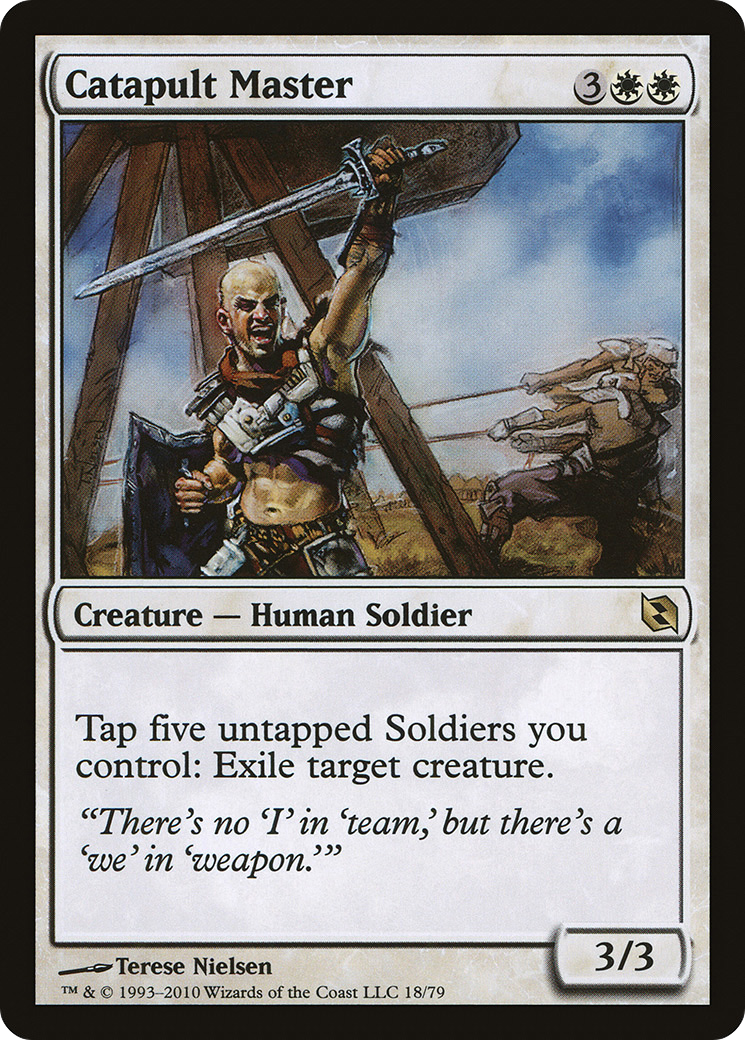 Catapult Master 3
Creature — Human Soldier
Tap five untapped Soldiers you
control: Exile target creature.
“There’s no ‘I’ in ‘team,’ but there’s a
‘we’ in ‘weapon.’”
3/3
Terese Nielsen
™ & © 1993–2010 Wizards of the Coast LLC 18/79